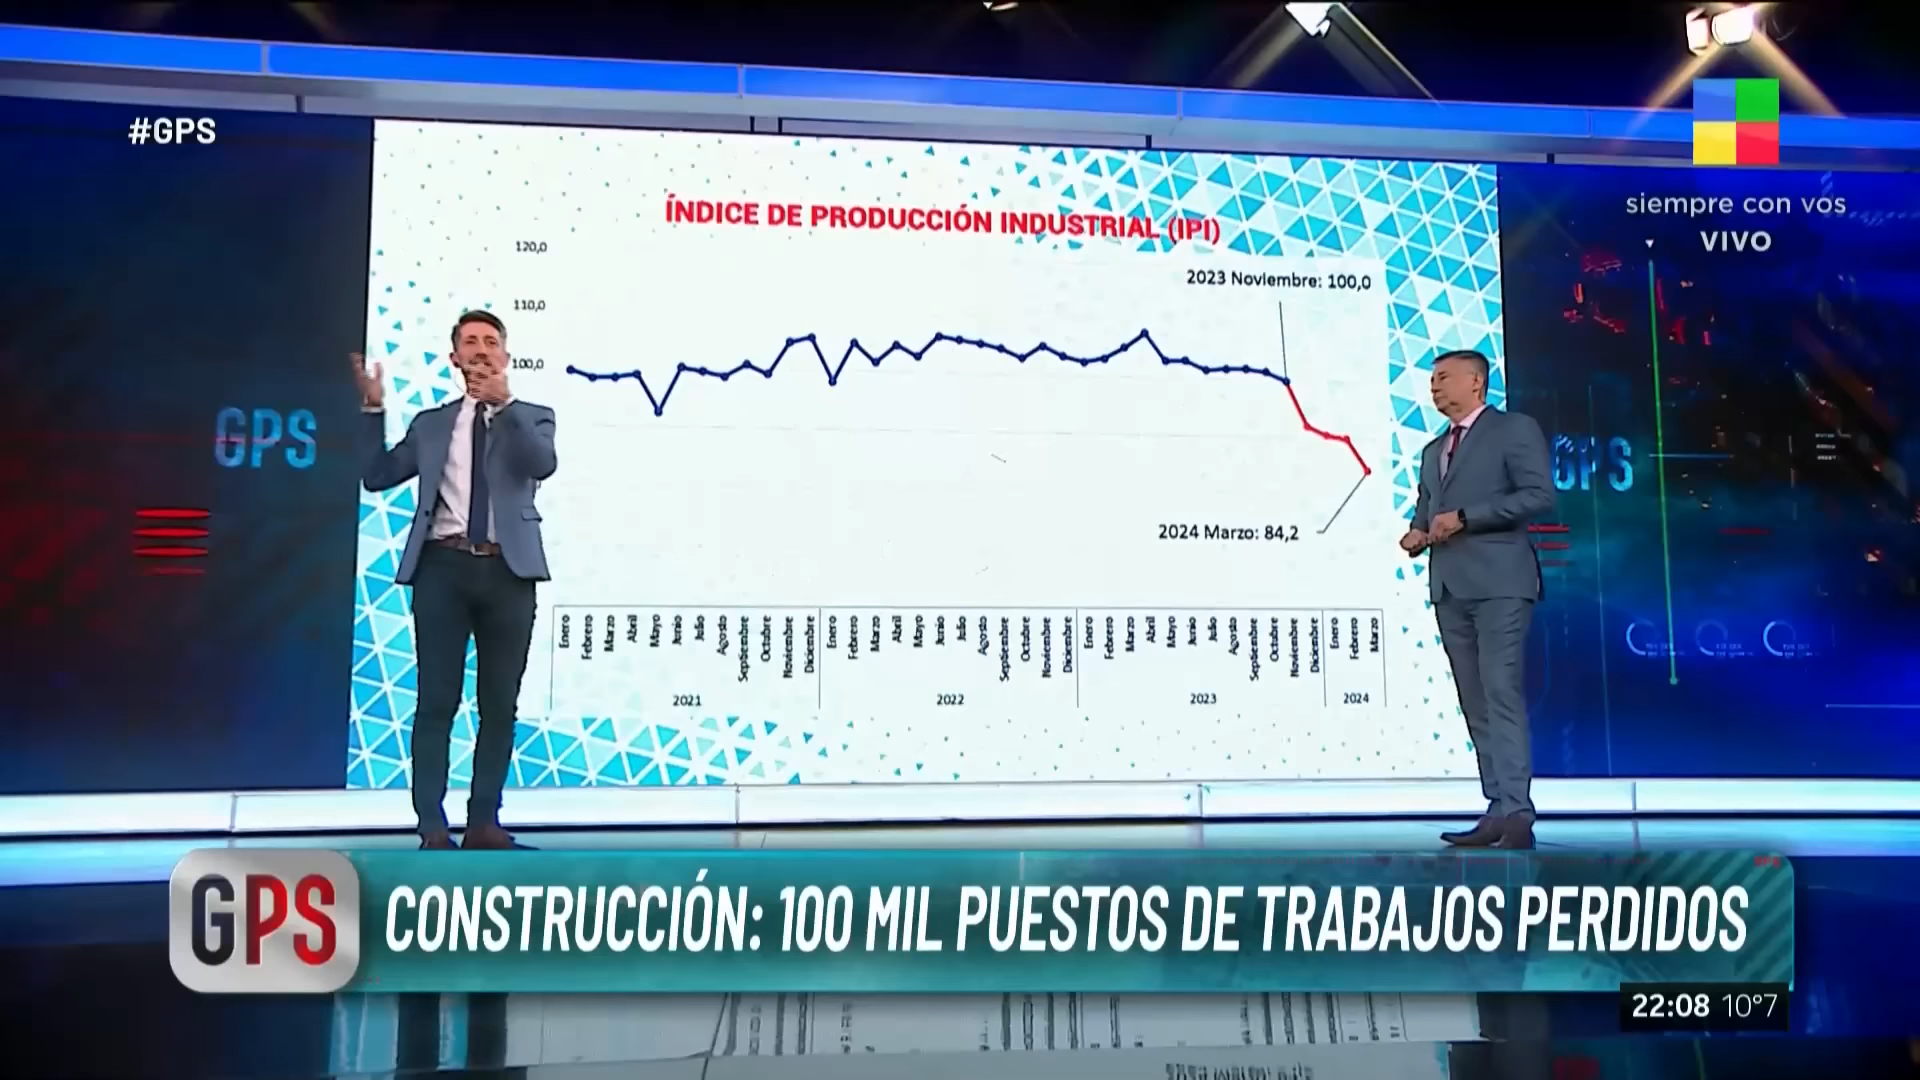 #GPS
siempre con vos
VIVO
ÍNDICE DE PRODUCCIÓN INDUSTRIAL (IPI)
120,0
110,0
100,0
2023 Noviembre: 100,0
2024 Marzo: 84,2
GPS
GPS
Enero
Febrero
Marzo
Abril
Mayo
Junio
Julio
Agosto
Septiembre
Octubre
Noviembre
Diciembre
Enero
Febrero
Marzo
Abril
Mayo
Junio
Julio
Agosto
Septiembre
Octubre
Noviembre
Diciembre
Enero
Febrero
Marzo
Abril
Mayo
Junio
Julio
Agosto
Septiembre
Octubre
Noviembre
Diciembre
Enero
Febrero
Marzo
2021
2022
2023
2024
GPS
CONSTRUCCIÓN: 100 MIL PUESTOS DE TRABAJOS PERDIDOS
22:08 10°7